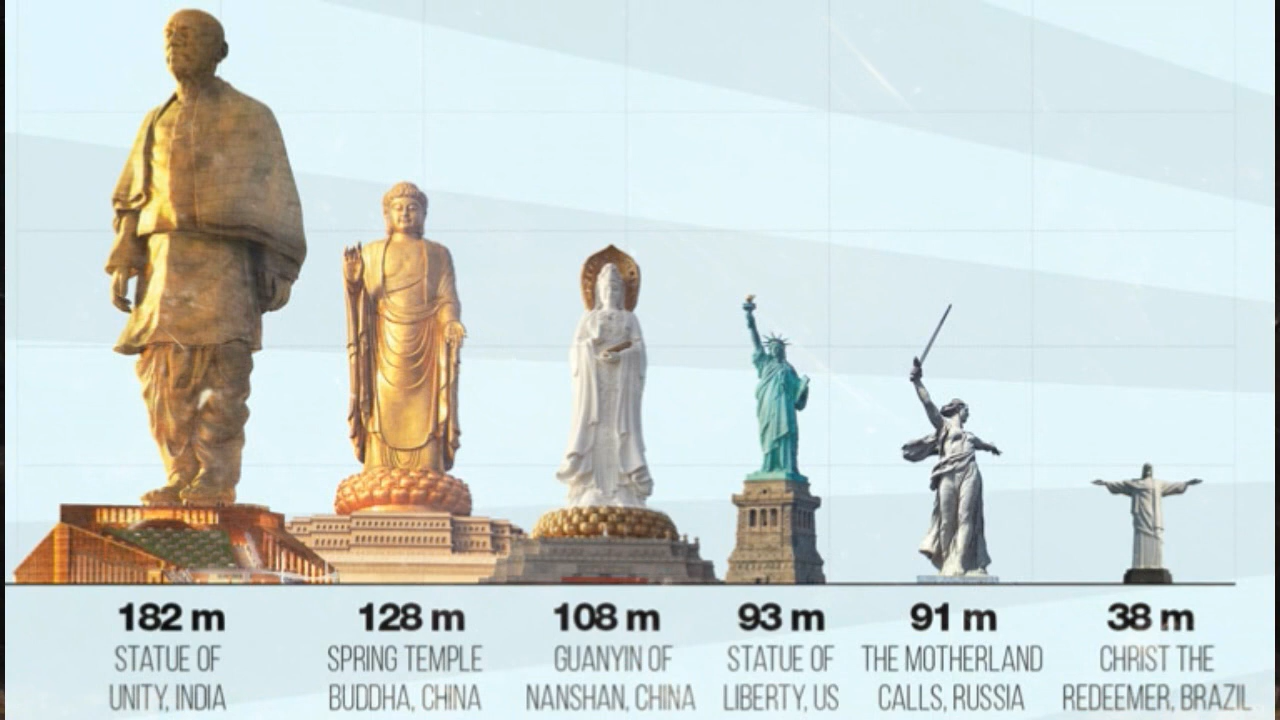 182 m
STATUE OF
UNITY, INDIA
128 m
SPRING TEMPLE
BUDDHA, CHINA
108 m
GUANYIN OF
NANSHAN, CHINA
93 m
STATUE OF
LIBERTY, US
91 m
THE MOTHERLAND
CALLS, RUSSIA
38 m
CHRIST THE
REDEEMER, BRAZIL